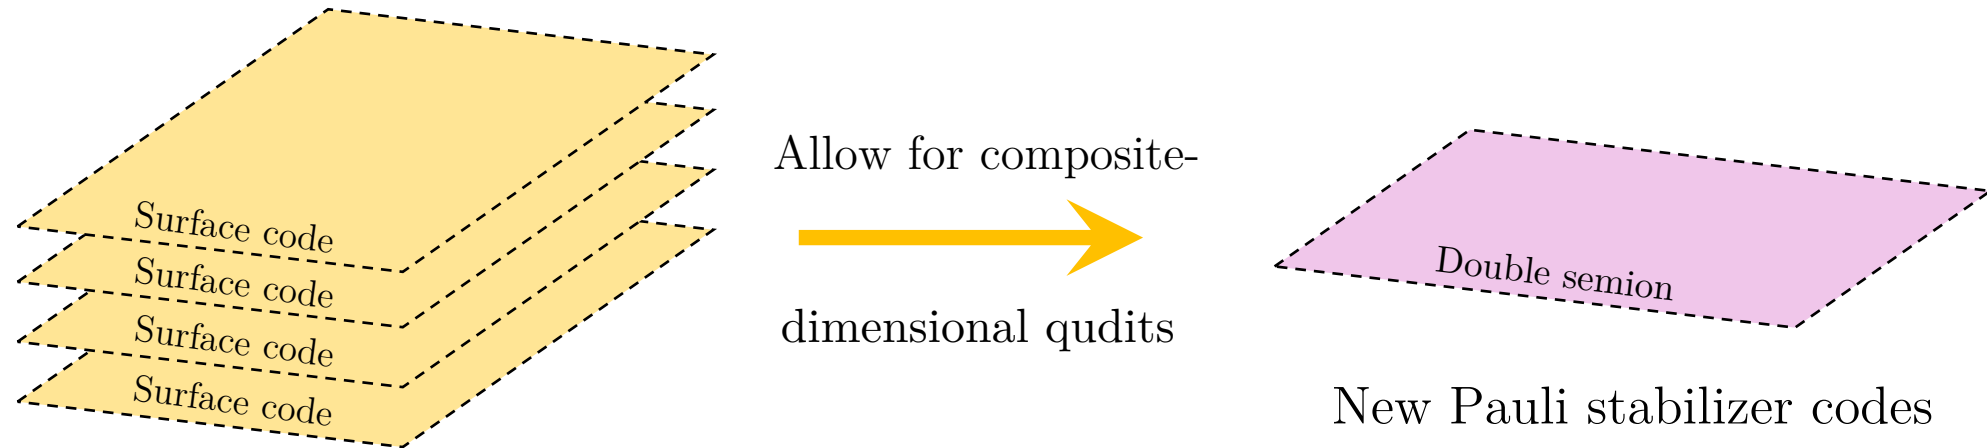 Surface code
Surface code
Surface code
Surface code
Allow for composite-
dimensional qudits
Double semion
New Pauli stabilizer codes